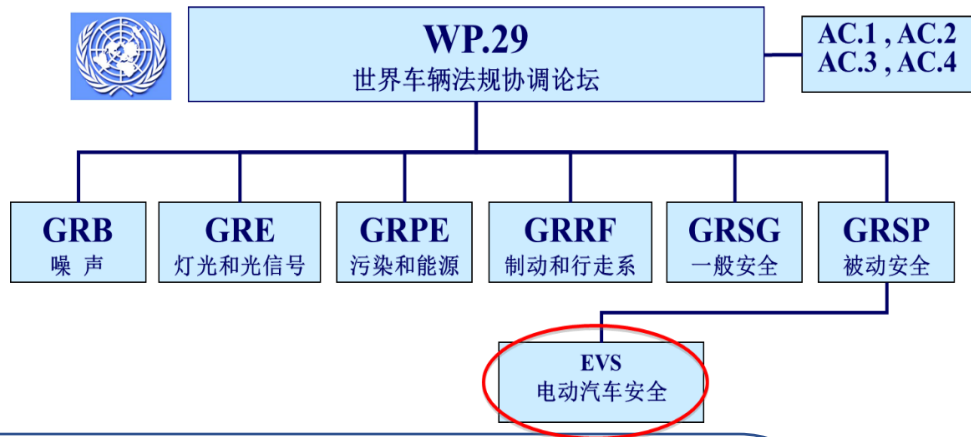 WP.29
世界车辆法规协调论坛
AC.1 , AC.2
AC.3 , AC.4
GRB
噪 声
GRE
灯光和光信号
GRPE
污染和能源
GRRF
制动和行走系
GRSG
一般安全
GRSP
被动安全
EVS
电动汽车安全